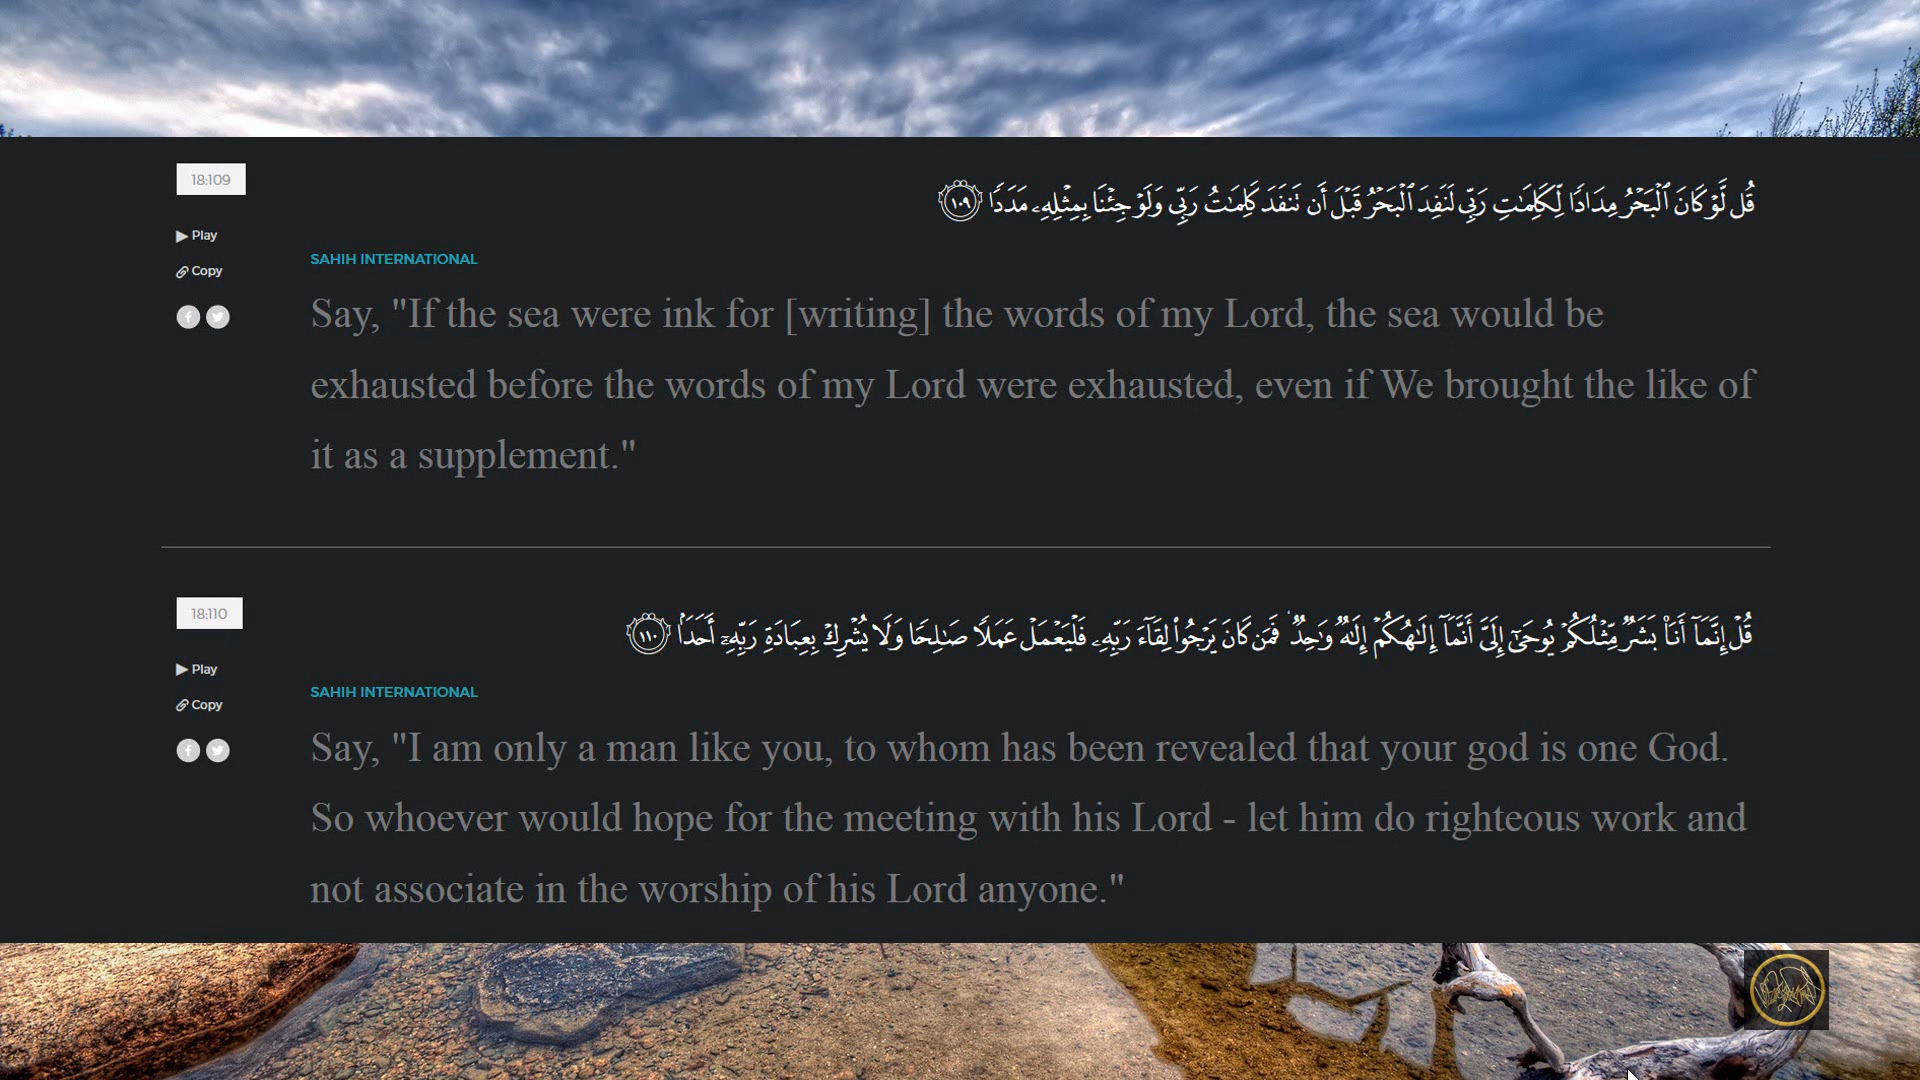 18:109
قُل لَّوْ كَانَ ٱلْبَحْرُ مِدَادًا لِّكَلِمَـٰتِ رَبِّى لَنَفِدَ ٱلْبَحْرُ قَبْلَ أَن تَنفَدَ كَلِمَـٰتُ رَبِّى وَلَوْ جِئْنَا بِمِثْلِهِۦ مَدَدًا ١٠٩
Play
SAHIH INTERNATIONAL
Copy
Say, "If the sea were ink for [writing] the words of my Lord, the sea would be
exhausted before the words of my Lord were exhausted, even if We brought the like of
it as a supplement."
18:110
قُلْ إِنَّمَآ أَنَا۠ بَشَرٌ مِّثْلُكُمْ يُوحَىٰٓ إِلَىَّ أَنَّمَآ إِلَـٰهُكُمْ إِلَـٰهٌ وَٰحِدٌ ۖ فَمَن كَانَ يَرْجُوا۟ لِقَآءَ رَبِّهِۦ فَلْيَعْمَلْ عَمَلًا صَـٰلِحًا وَلَا يُشْرِكْ بِعِبَادَةِ رَبِّهِۦٓ أَحَدًۢا ١١٠
Play
SAHIH INTERNATIONAL
Copy
Say, "I am only a man like you, to whom has been revealed that your god is one God.
So whoever would hope for the meeting with his Lord - let him do righteous work and
not associate in the worship of his Lord anyone."